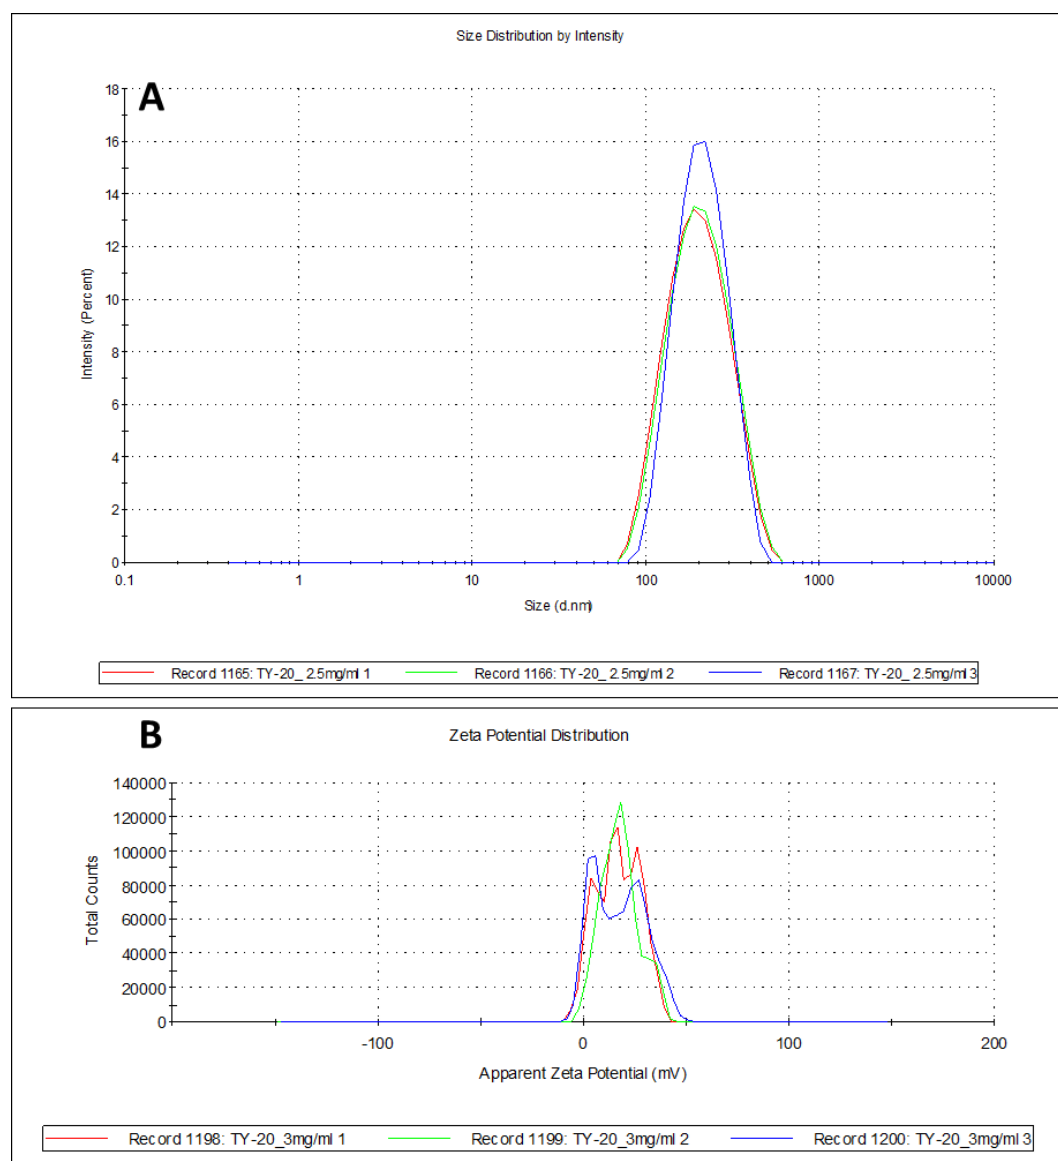 Size Distribution by Intensity
A
18
16
14
12
10
8
6
4
2
0
Intensity (Percent)
0.1 1 10 100 1000 10000
Size (d.nm)
Record 1165: TY-20_ 2.5mg/ml 1 Record 1166: TY-20_ 2.5mg/ml 2 Record 1167: TY-20_ 2.5mg/ml 3
B
Zeta Potential Distribution
140000
120000
100000
80000
60000
40000
20000
0
Total Counts
-100 0 100 200
Apparent Zeta Potential (mV)
Record 1198: TY-20_3mg/ml 1 Record 1199: TY-20_3mg/ml 2 Record 1200: TY-20_3mg/ml 3